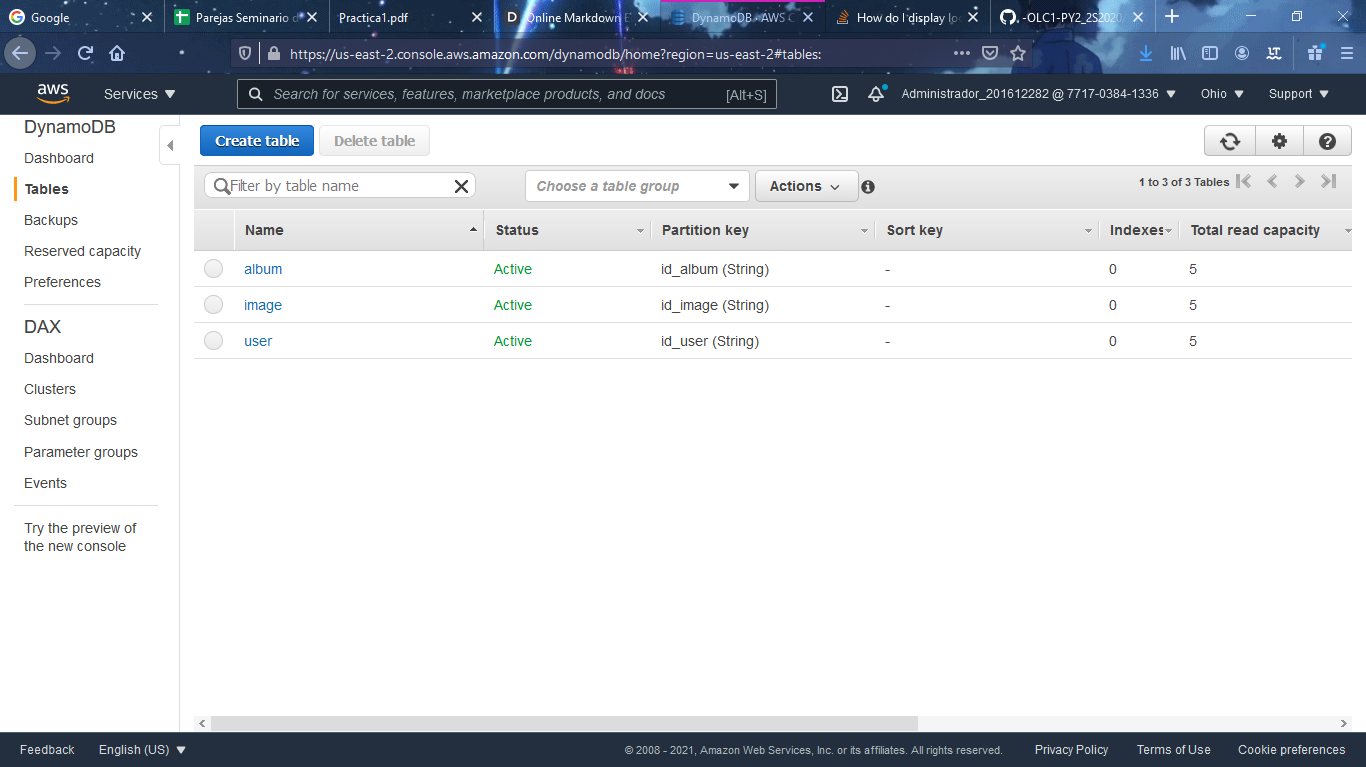 Google
Parejas Seminario d
Practica1.pdf
Online Markdown E
DynamoDB · AWS C
How do I display loc
-OLC1-PY2_2S2020/
https://us-east-2.console.aws.amazon.com/dynamodb/home?region=us-east-2#tables:
aws
Services
Search for services, features, marketplace products, and docs
[Alt+S]
Administrador_201612282 @ 7717-0384-1336
Ohio
Support
DynamoDB
Dashboard
Tables
Backups
Reserved capacity
Preferences
DAX
Dashboard
Clusters
Subnet groups
Parameter groups
Events
Try the preview of
the new console
Create table
Delete table
Filter by table name
Choose a table group
Actions
1 to 3 of 3 Tables
Name Status Partition key Sort key Indexes Total read capacity
album Active id_album (String) - 0 5
image Active id_image (String) - 0 5
user Active id_user (String) - 0 5
Feedback
English (US)
© 2008 - 2021, Amazon Web Services, Inc. or its affiliates. All rights reserved.
Privacy Policy
Terms of Use
Cookie preferences